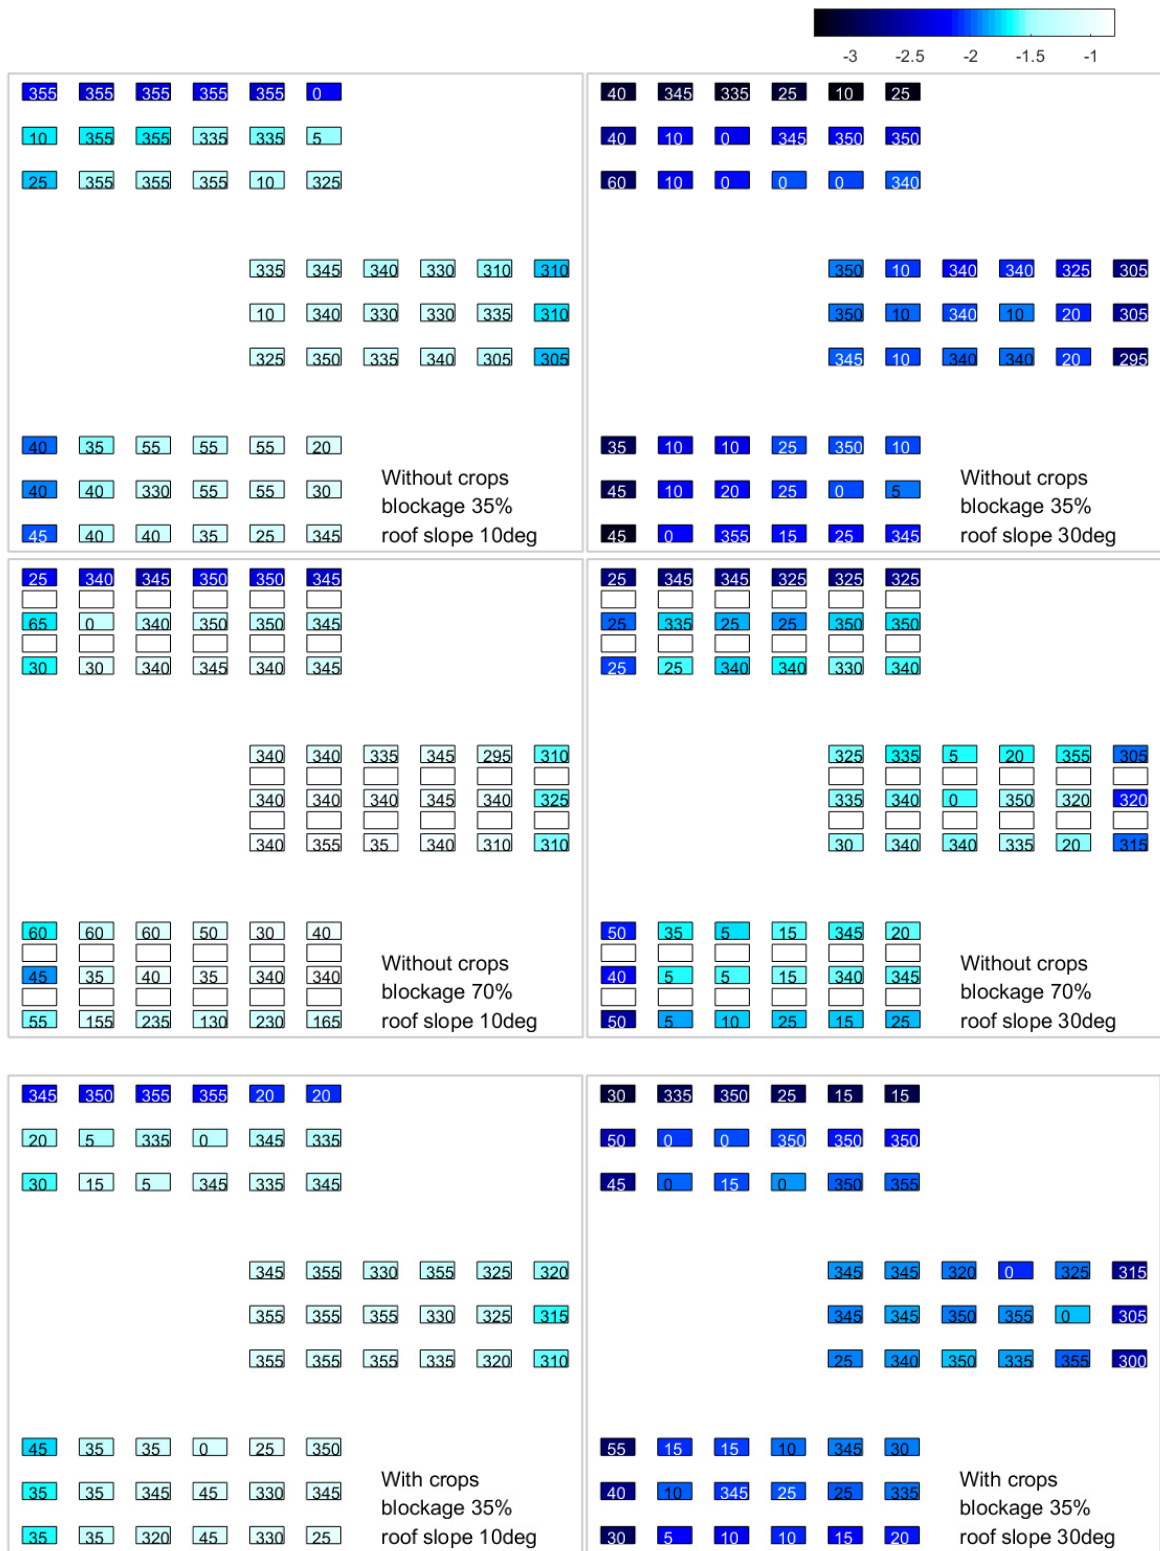 -3 -2.5 -2 -1.5 -1
355 355 355 355 355 0
10 355 355 335 335 5
25 355 355 355 10 325
335 345 340 330 310 310
10 340 330 330 335 310
325 350 335 340 305 305
40 35 55 55 55 20
40 40 330 55 55 30
45 40 40 35 25 345
Without crops
blockage 35%
roof slope 10deg
40 345 335 25 10 25
40 10 0 345 350 350
60 10 0 0 0 340
350 10 340 340 325 305
350 10 340 10 20 305
345 10 340 340 20 295
35 10 10 25 350 10
45 10 20 25 0 5
45 0 355 15 25 345
Without crops
blockage 35%
roof slope 30deg
25 340 345 350 350 345
65 0 340 350 350 345
30 30 340 345 340 345
340 340 335 345 295 310
340 340 340 345 340 325
340 355 35 340 310 310
60 60 60 50 30 40
45 35 40 35 340 340
55 155 235 130 230 165
Without crops
blockage 70%
roof slope 10deg
25 345 345 325 325 325
25 335 25 25 350 350
25 25 340 340 330 340
325 335 5 20 355 305
335 340 0 350 320 320
30 340 340 335 20 315
50 35 5 15 345 20
40 5 5 15 340 345
50 5 10 25 15 25
Without crops
blockage 70%
roof slope 30deg
345 350 355 355 20 20
20 5 335 0 345 335
30 15 5 345 335 345
345 355 330 355 325 320
355 355 355 330 325 315
355 355 355 335 320 310
45 35 35 0 25 350
35 35 345 45 330 345
35 35 320 45 330 25
With crops
blockage 35%
roof slope 10deg
30 335 350 25 15 15
50 0 0 350 350 350
45 0 15 0 350 355
345 345 320 0 325 315
345 345 350 355 0 305
25 340 350 335 355 300
55 15 15 10 345 30
40 10 345 25 25 335
30 5 10 10 15 20
With crops
blockage 35%
roof slope 30deg